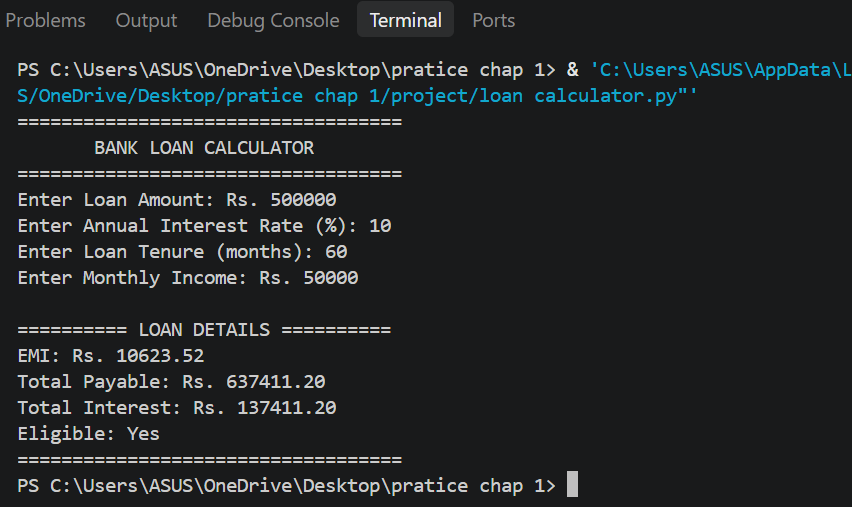 Problems Output Debug Console Terminal Ports
PS C:\Users\ASUS\OneDrive\Desktop\pratice chap 1> & 'C:\Users\ASUS\AppData\L
S/OneDrive/Desktop/pratice chap 1/project/loan calculator.py"'
===================================
       BANK LOAN CALCULATOR
===================================
Enter Loan Amount: Rs. 500000
Enter Annual Interest Rate (%): 10
Enter Loan Tenure (months): 60
Enter Monthly Income: Rs. 50000

========== LOAN DETAILS ==========
EMI: Rs. 10623.52
Total Payable: Rs. 637411.20
Total Interest: Rs. 137411.20
Eligible: Yes
===================================
PS C:\Users\ASUS\OneDrive\Desktop\pratice chap 1>